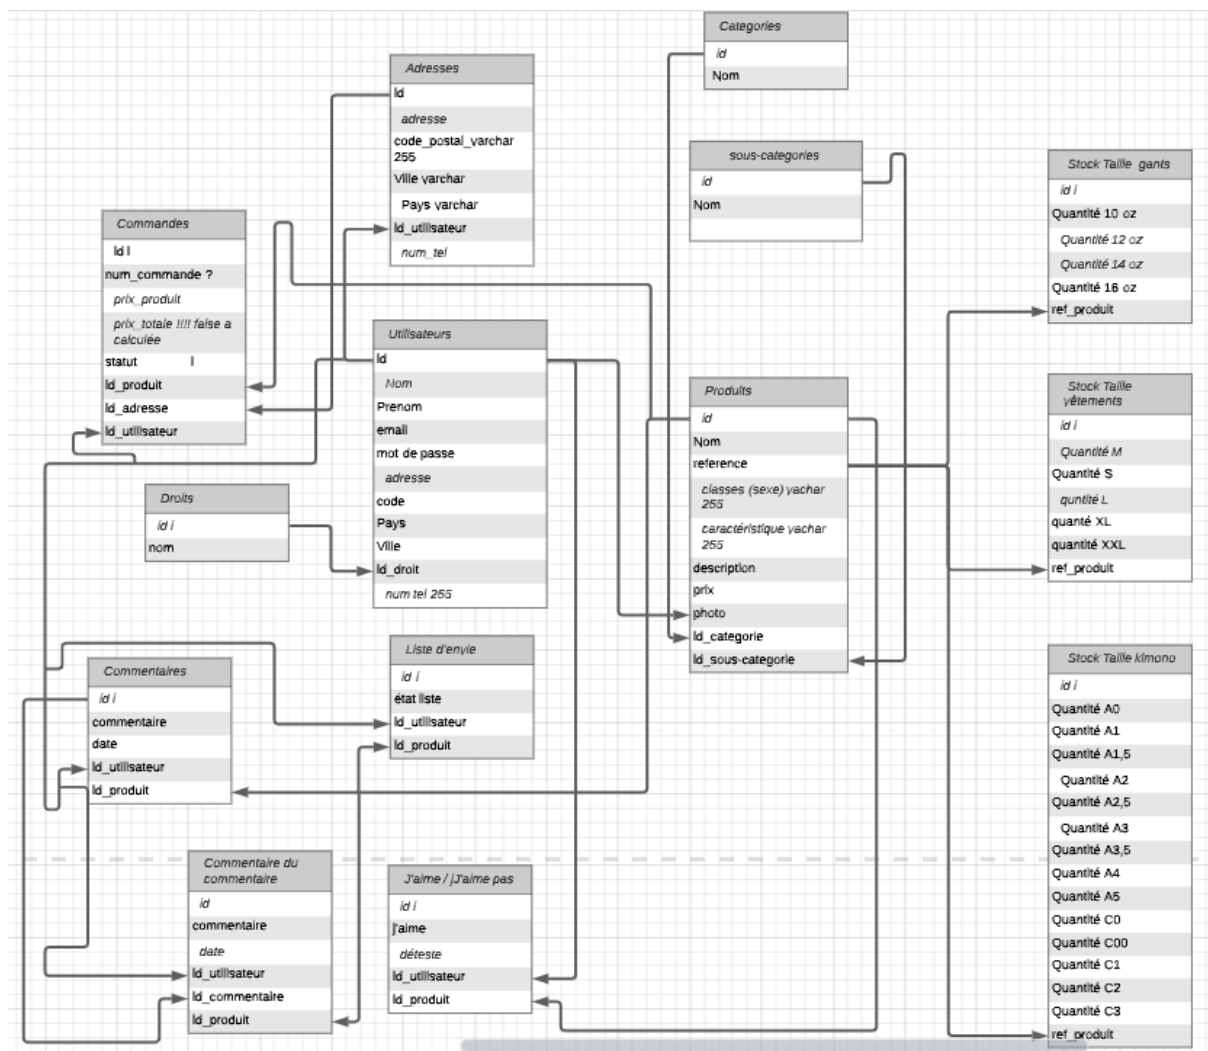 Categories
id
Nom
Adresses
Id
adresse
code_postal_varchar
255
Ville varchar
Pays varchar
Id_utilisateur
num_tel
sous-categories
id
Nom
Stock Taille gants
id i
Quantité 10 oz
Quantité 12 oz
Quantité 14 oz
Quantité 16 oz
ref_produit
Commandes
Id I
num_commande ?
prix_produit
prix_totale !!!! faise a
calculée
statut I
Id_produit
Id_adresse
Id_utilisateur
Utilisateurs
Id
Nom
Prenom
email
mot de passe
adresse
code
Pays
Ville
Id_droit
num tel 255
Produits
id
Nom
reference
classes (sexe) vachar
255
caractéristique vachar
255
description
prix
photo
Id_categorie
Id_sous-categorie
Stock Taille
vêtements
id i
Quantité M
Quantité S
quntité L
quanté XL
quantité XXL
ref_produit
Droits
id i
nom
Liste d'envie
id i
état liste
Id_utilisateur
Id_produit
Commentaires
id i
commentaire
date
Id_utilisateur
Id_produit
Stock Taille kimono
id i
Quantité A0
Quantité A1
Quantité A1,5
Quantité A2
Quantité A2,5
Quantité A3
Quantité A3,5
Quantité A4
Quantité A5
Quantité C0
Quantité C00
Quantité C1
Quantité C2
Quantité C3
ref_produit
Commentaire du
commentaire
id
commentaire
date
Id_utilisateur
Id_commentaire
Id_produit
J'aime / jJ'aime pas
id i
j'aime
déteste
Id_utilisateur
Id_produit